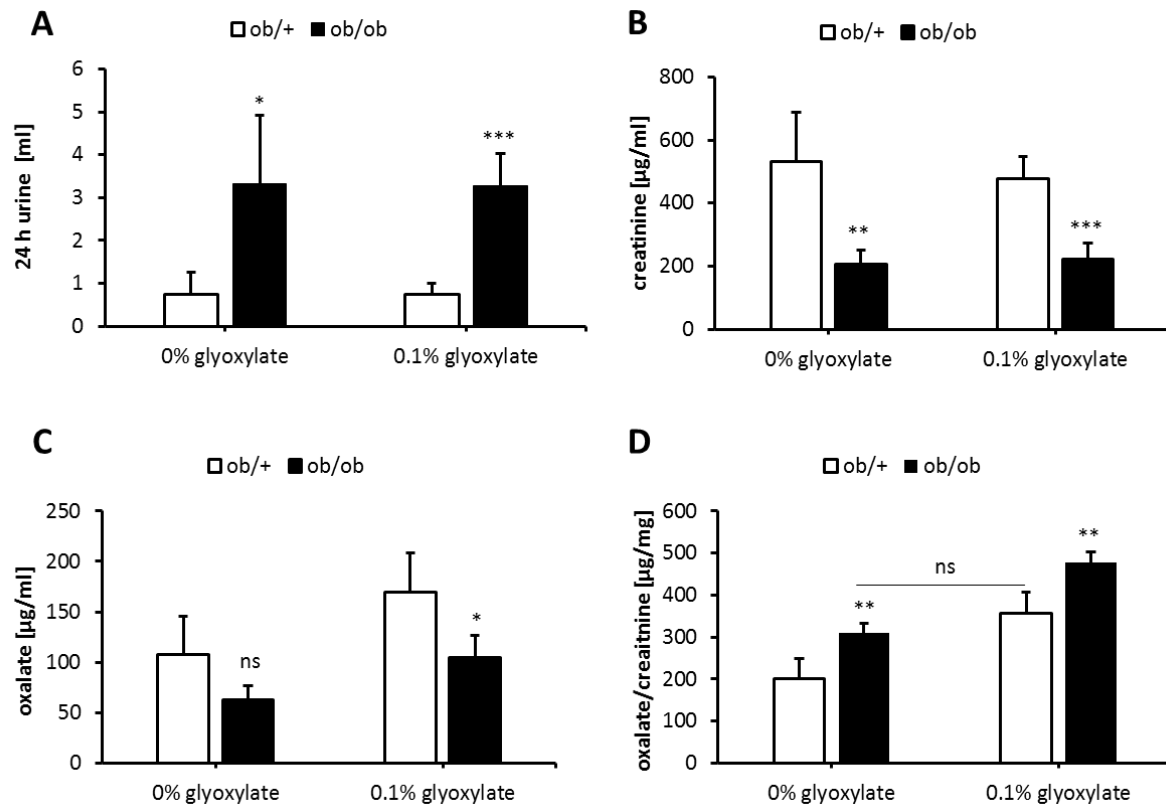 A
ob/+ ob/ob
24 h urine [ml]
6
5
4
3
2
1
0
*
***
0% glyoxylate 0.1% glyoxylate
B
ob/+ ob/ob
creatinine [µg/ml]
800
600
400
200
0
**
***
0% glyoxylate 0.1% glyoxylate
C
ob/+ ob/ob
oxalate [µg/ml]
250
200
150
100
50
0
ns
*
0% glyoxylate 0.1% glyoxylate
D
ob/+ ob/ob
oxalate/creaitnine [µg/mg]
600
500
400
300
200
100
0
**
ns
**
0% glyoxylate 0.1% glyoxylate